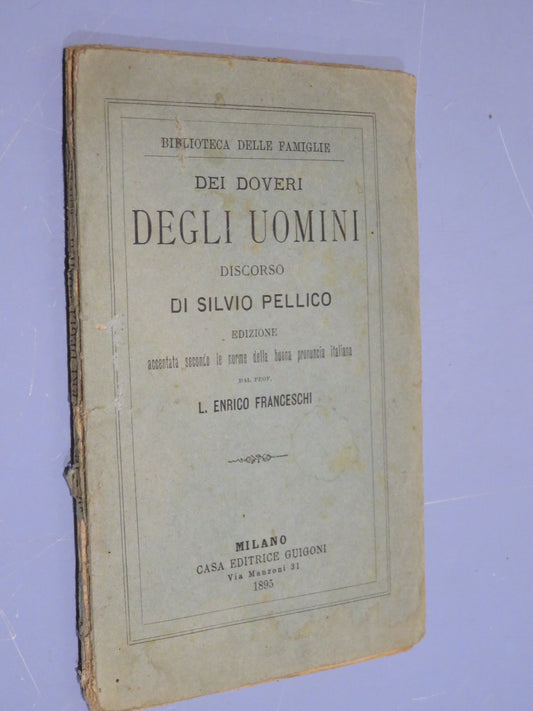 BIBLIOTECA DELLE FAMIGLIE
DEI DOVERI
DEGLI UOMINI
DISCORSO
DI SILVIO PELLICO
EDIZIONE
accentata secondo le norme della buona pronuncia italiana
DAL PROF.
L. ENRICO FRANCESCHI
MILANO
CASA EDITRICE GUIGONI
Via Manzoni 31
1895